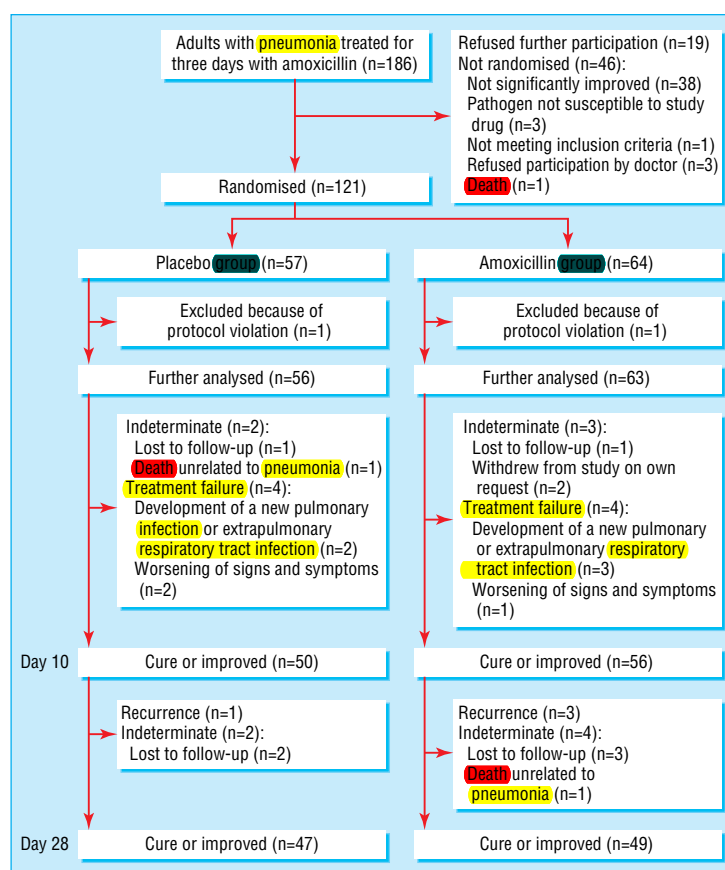 Adults with pneumonia treated for
three days with amoxicillin (n=186)
Refused further participation (n=19)
Not randomised (n=46):
Not significantly improved (n=38)
Pathogen not susceptible to study
drug (n=3)
Not meeting inclusion criteria (n=1)
Refused participation by doctor (n=3)
Death (n=1)
Randomised (n=121)
Placebo group (n=57)
Amoxicillin group (n=64)
Excluded because of
protocol violation (n=1)
Excluded because of
protocol violation (n=1)
Further analysed (n=56)
Further analysed (n=63)
Indeterminate (n=2):
Lost to follow-up (n=1)
Death unrelated to pneumonia (n=1)
Treatment failure (n=4):
Development of a new pulmonary
infection or extrapulmonary
respiratory tract infection (n=2)
Worsening of signs and symptoms
(n=2)
Indeterminate (n=3):
Lost to follow-up (n=1)
Withdrew from study on own
request (n=2)
Treatment failure (n=4):
Development of a new pulmonary
or extrapulmonary respiratory
tract infection (n=3)
Worsening of signs and symptoms
(n=1)
Day 10
Cure or improved (n=50)
Cure or improved (n=56)
Recurrence (n=1)
Indeterminate (n=2):
Lost to follow-up (n=2)
Recurrence (n=3)
Indeterminate (n=4):
Lost to follow-up (n=3)
Death unrelated to
pneumonia (n=1)
Day 28
Cure or improved (n=47)
Cure or improved (n=49)